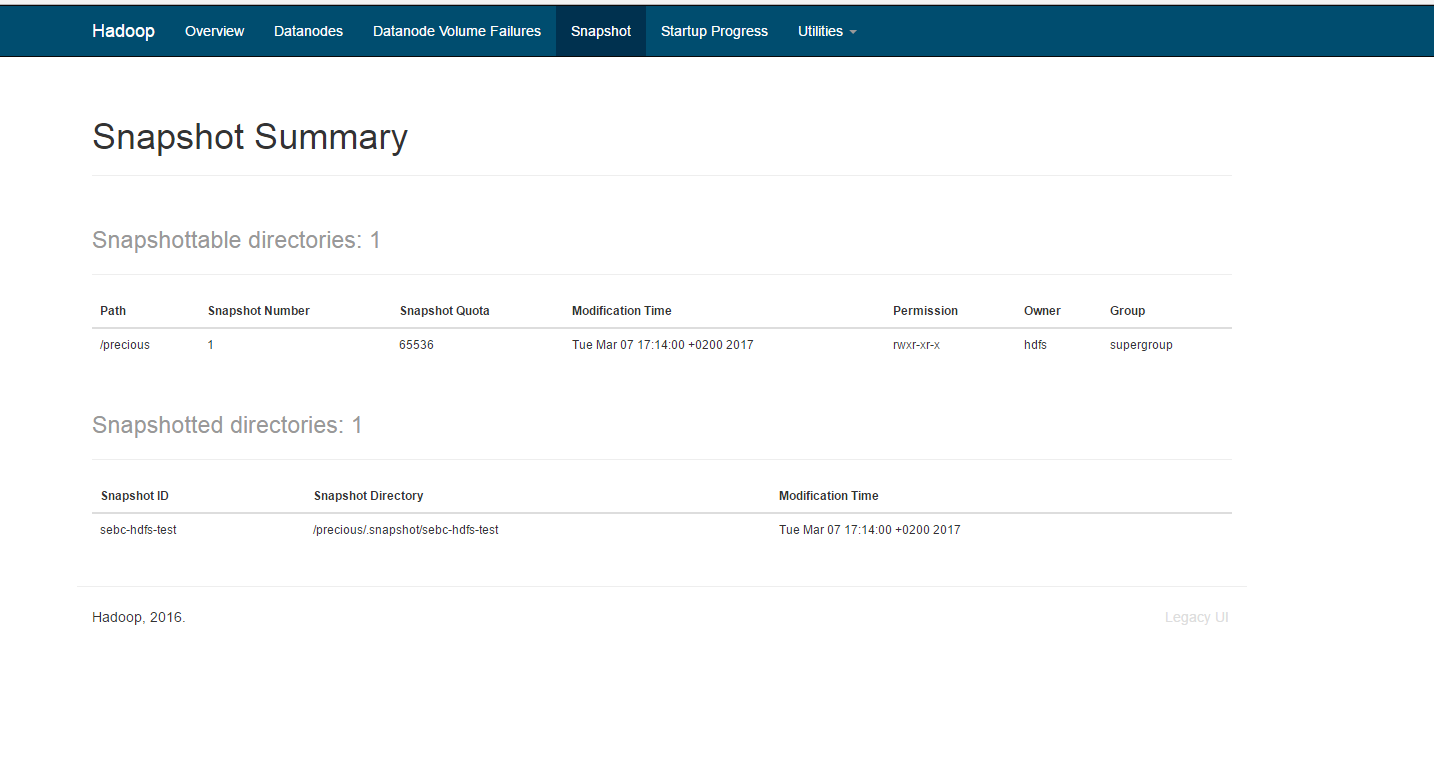 Hadoop Overview Datanodes Datanode Volume Failures Snapshot Startup Progress Utilities
Snapshot Summary
Snapshottable directories: 1
Path Snapshot Number Snapshot Quota Modification Time Permission Owner Group
/precious 1 65536 Tue Mar 07 17:14:00 +0200 2017 rwxr-xr-x hdfs supergroup
Snapshotted directories: 1
Snapshot ID Snapshot Directory Modification Time
sebc-hdfs-test /precious/.snapshot/sebc-hdfs-test Tue Mar 07 17:14:00 +0200 2017
Hadoop, 2016. Legacy UI